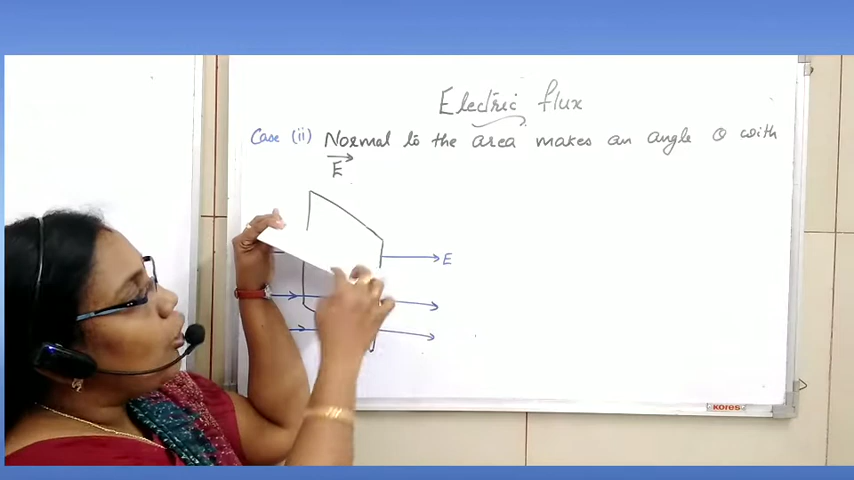 Electric flux
Case (ii) Normal to the area makes an angle θ with
E
E
KORES